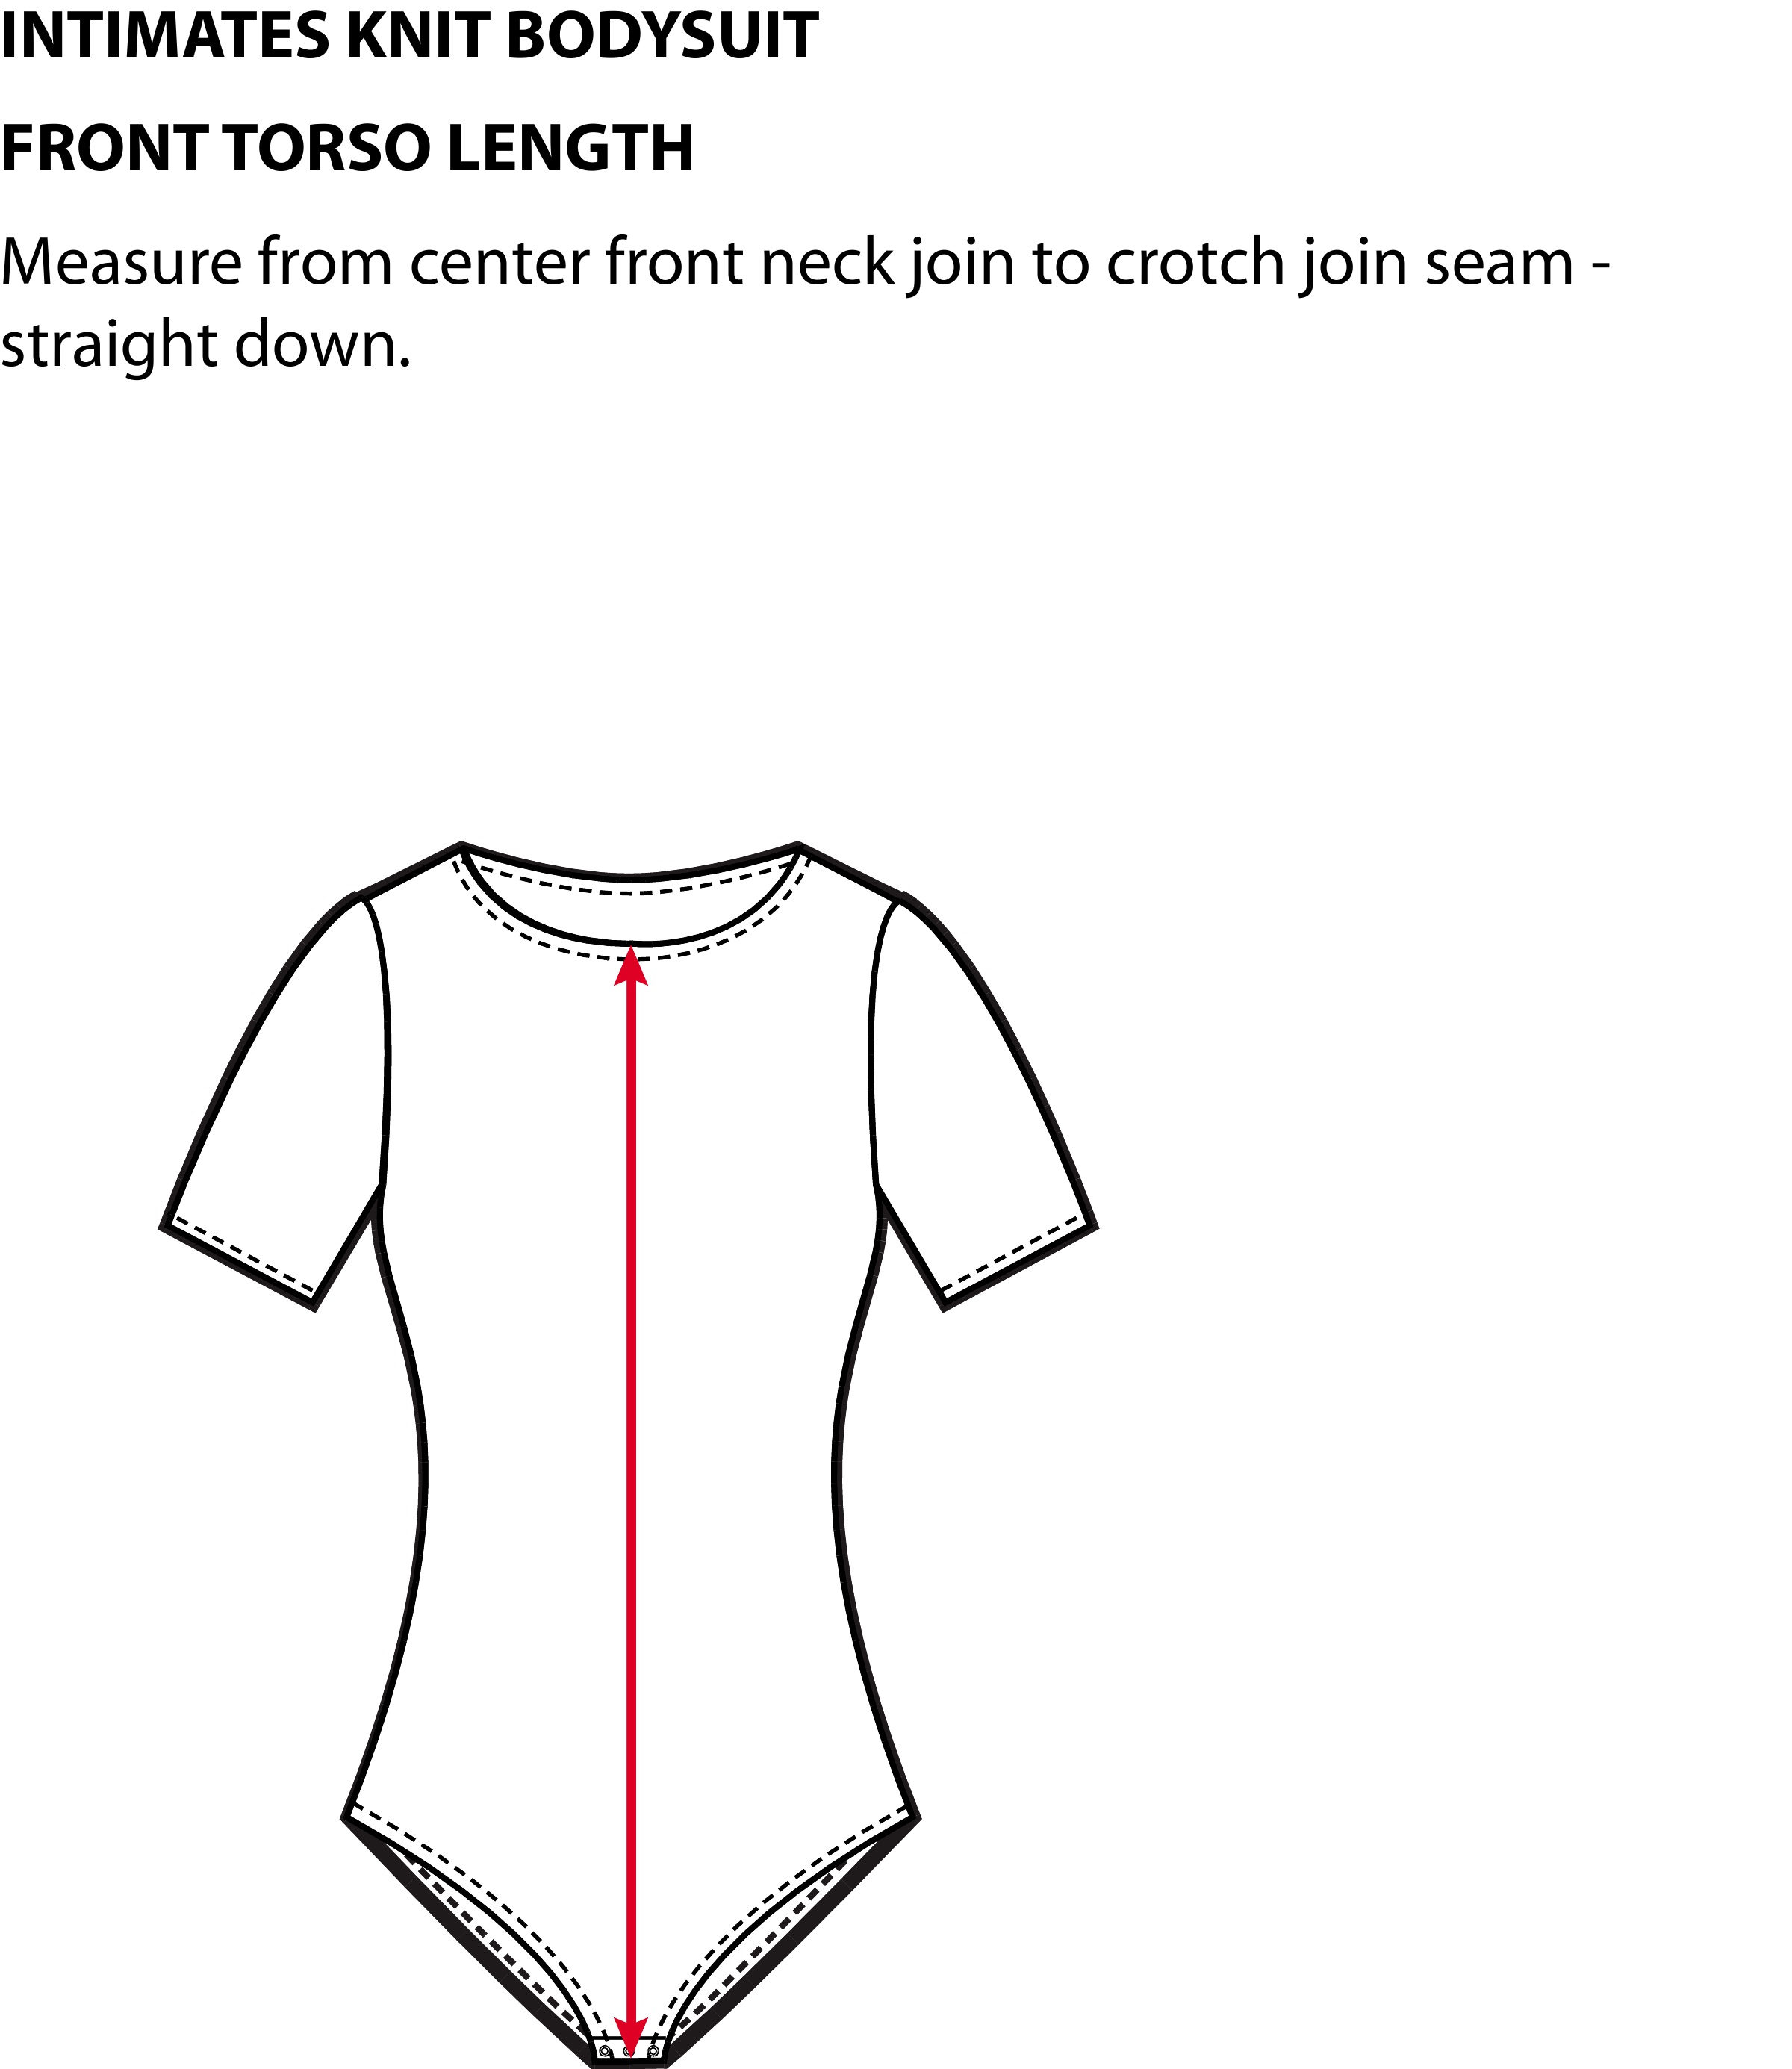 INTIMATES KNIT BODYSUIT
FRONT TORSO LENGTH
Measure from center front neck join to crotch join seam -
straight down.